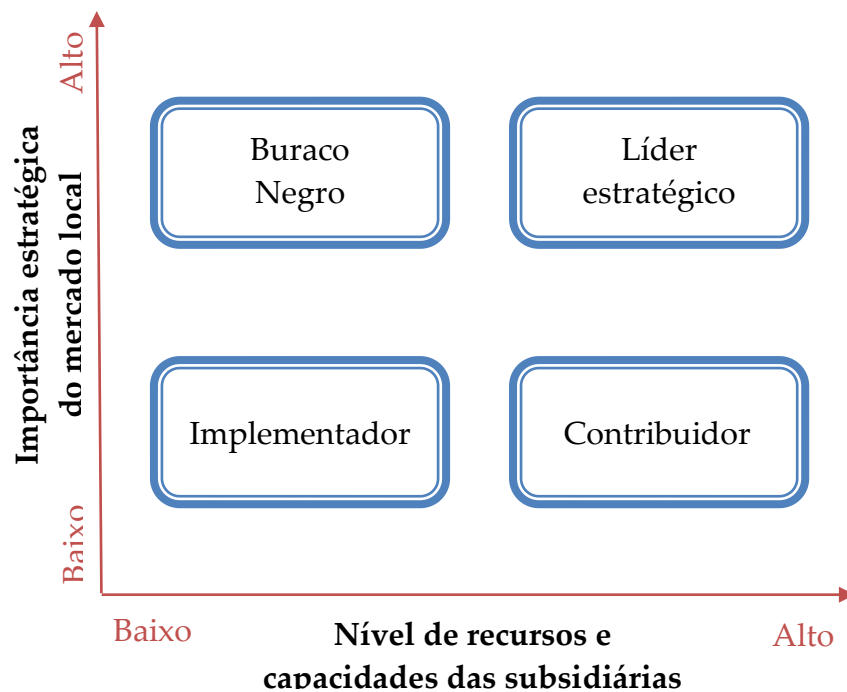 Alto
Importância estratégica
do mercado local
Baixo
Buraco
Negro
Líder
estratégico
Implementador
Contribuidor
Baixo
Nível de recursos e
capacidades das subsidiárias
Alto